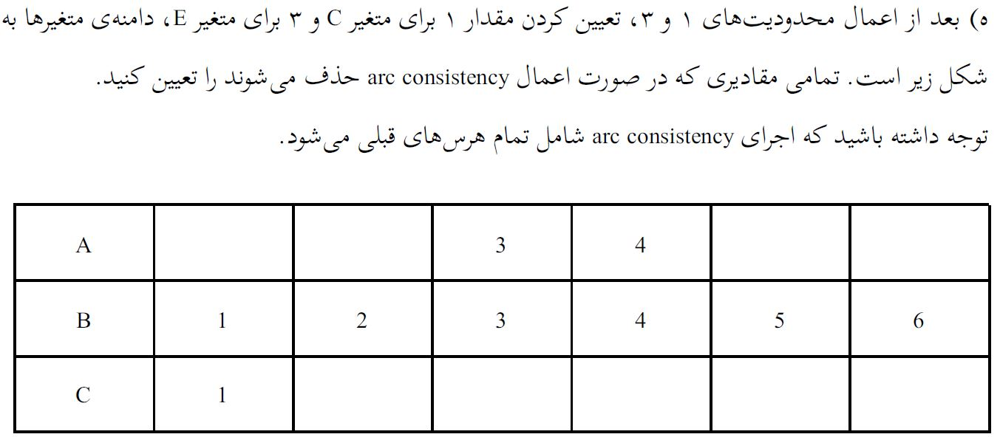 ه) بعد از اعمال محدودیت‌های ۱ و ۳، تعیین کردن مقدار ۱ برای متغیر C و ۳ برای متغیر E، دامنه‌ی متغیرها به
شکل زیر است. تمامی مقادیری که در صورت اعمال arc consistency حذف می‌شوند را تعیین کنید.
توجه داشته باشید که اجرای arc consistency شامل تمام هرس‌های قبلی می‌شود.
A 3 4
B 1 2 3 4 5 6
C 1